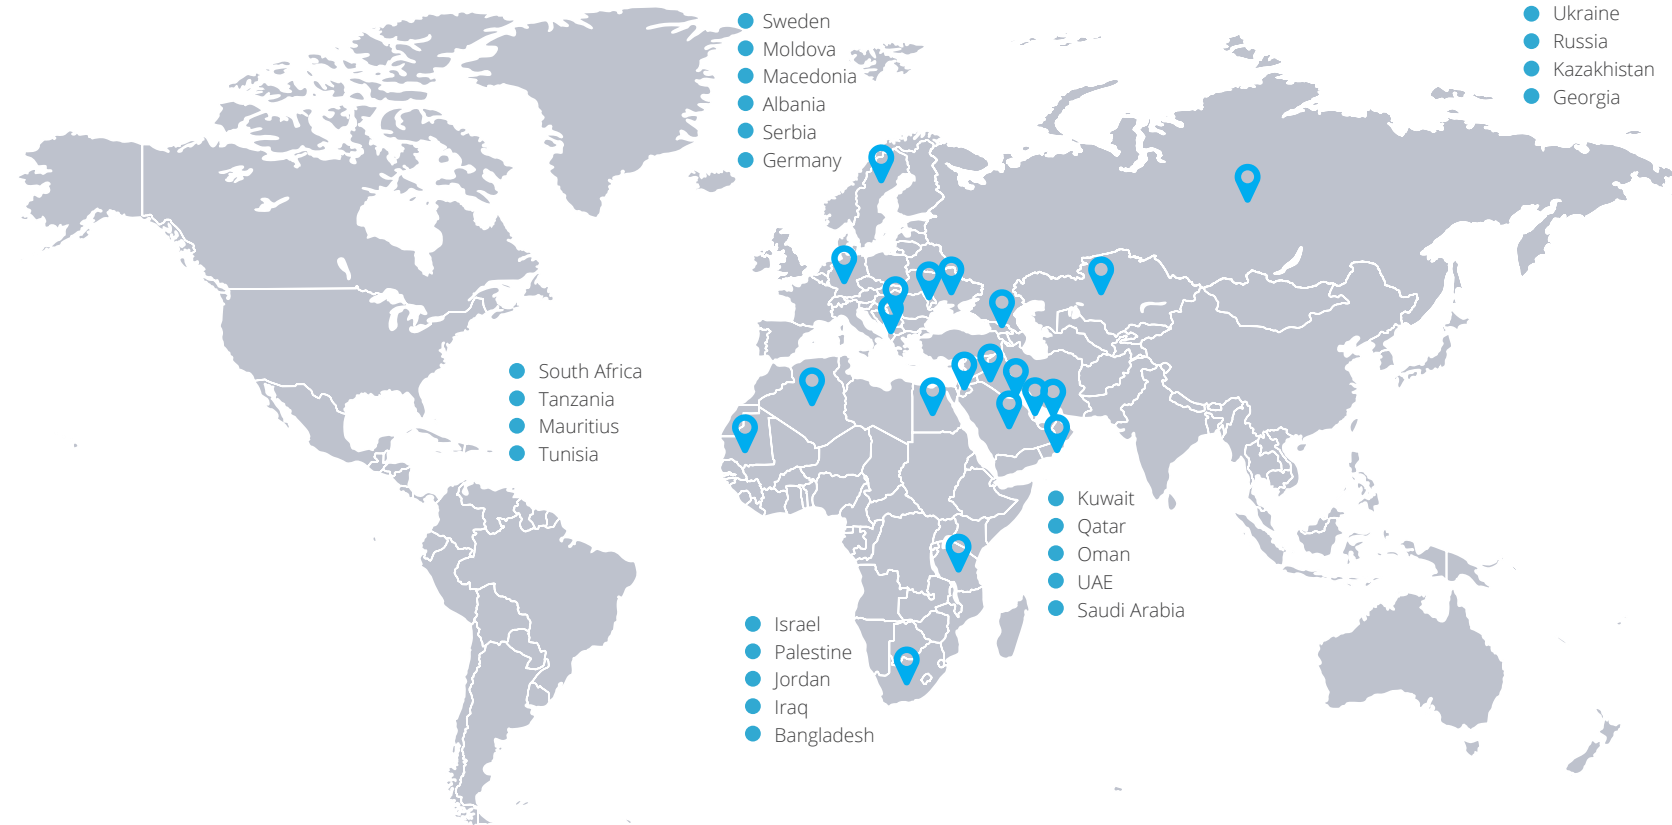 Sweden
Moldova
Macedonia
Albania
Serbia
Germany
Ukraine
Russia
Kazakhistan
Georgia
South Africa
Tanzania
Mauritius
Tunisia
Kuwait
Qatar
Oman
UAE
Saudi Arabia
Israel
Palestine
Jordan
Iraq
Bangladesh